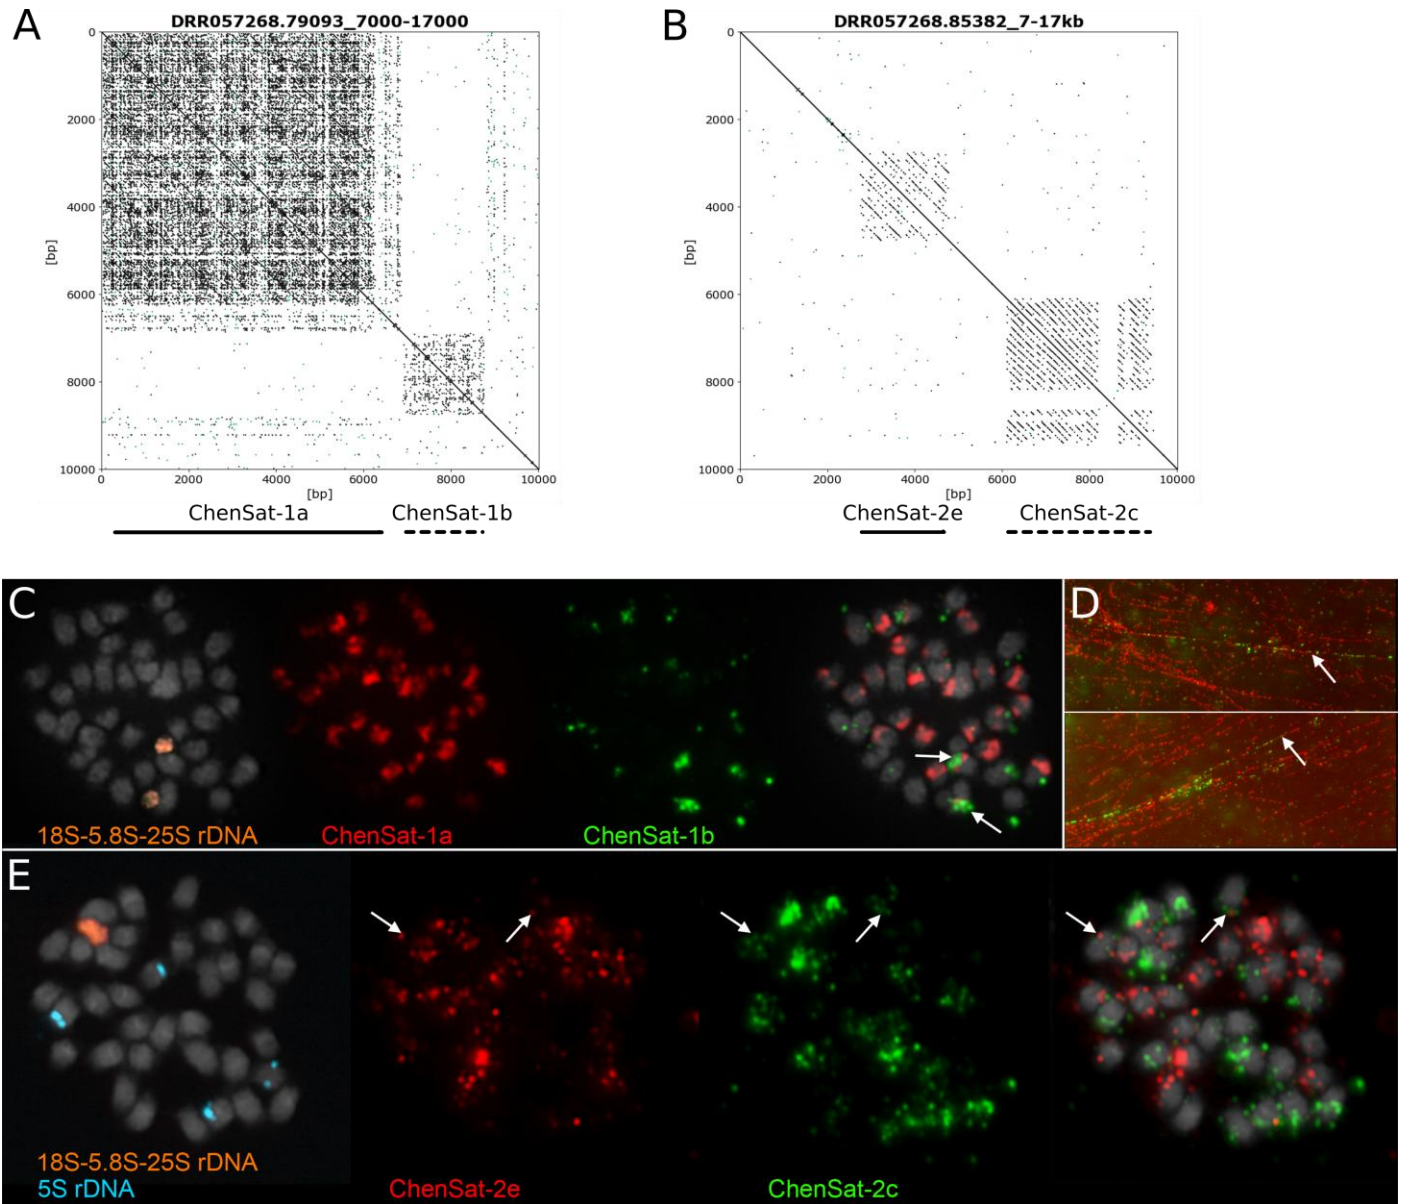 A
DRR057268.79093_7000-17000
0
2000
4000
6000
8000
10000
[bp]
0 2000 4000 6000 8000 10000
[bp]
ChenSat-1a ChenSat-1b
B
DRR057268.85382_7-17kb
0
2000
4000
6000
8000
10000
[bp]
0 2000 4000 6000 8000 10000
[bp]
ChenSat-2e ChenSat-2c
C
18S-5.8S-25S rDNA ChenSat-1a ChenSat-1b
D
E
18S-5.8S-25S rDNA
5S rDNA ChenSat-2e ChenSat-2c